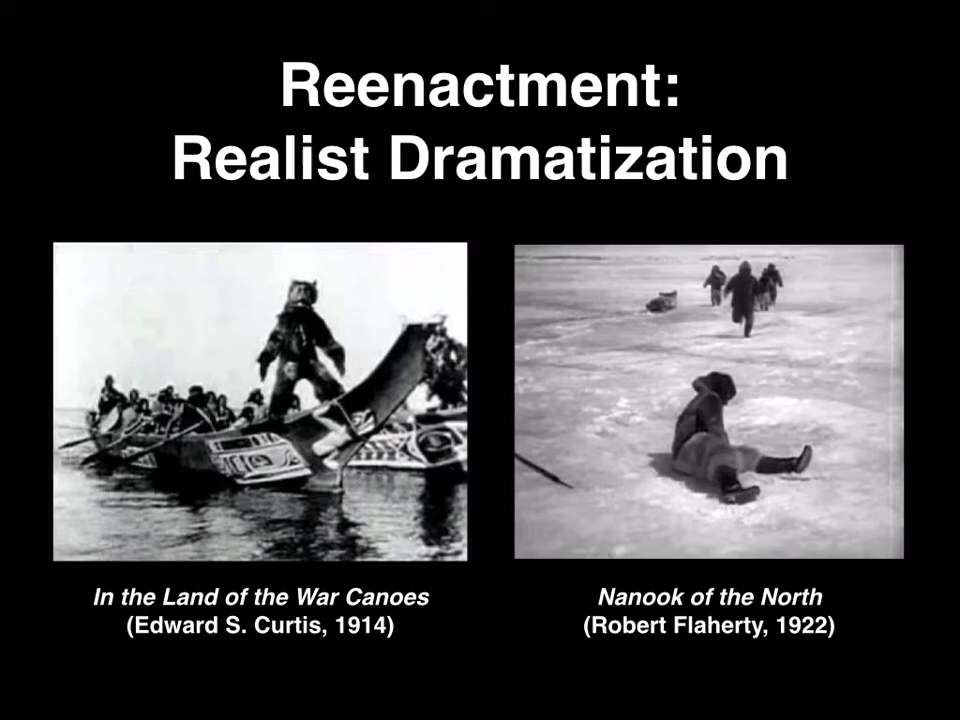 Reenactment:
Realist Dramatization
In the Land of the War Canoes
(Edward S. Curtis, 1914)
Nanook of the North
(Robert Flaherty, 1922)